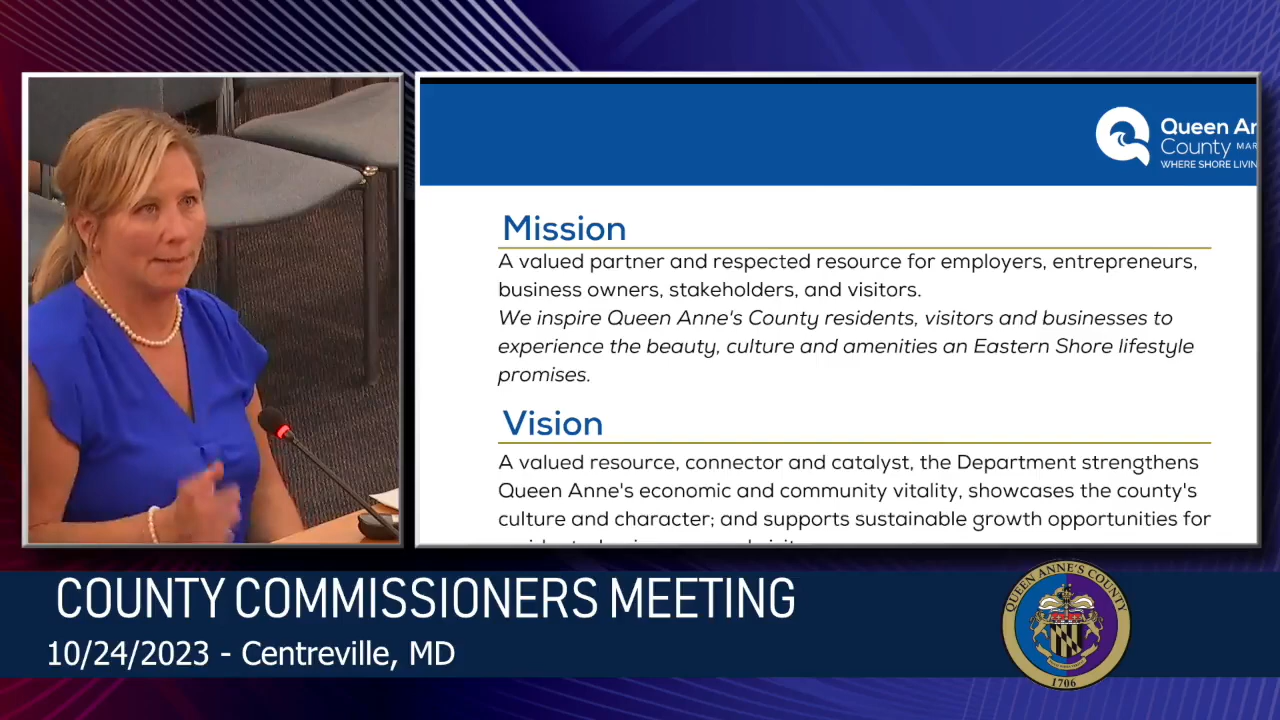 Queen An
County MAR
WHERE SHORE LIVIN
Mission
A valued partner and respected resource for employers, entrepreneurs,
business owners, stakeholders, and visitors.
We inspire Queen Anne's County residents, visitors and businesses to
experience the beauty, culture and amenities an Eastern Shore lifestyle
promises.
Vision
A valued resource, connector and catalyst, the Department strengthens
Queen Anne's economic and community vitality, showcases the county's
culture and character; and supports sustainable growth opportunities for
COUNTY COMMISSIONERS MEETING
10/24/2023 - Centreville, MD
QUEEN ANNE'S COUNTY
1706